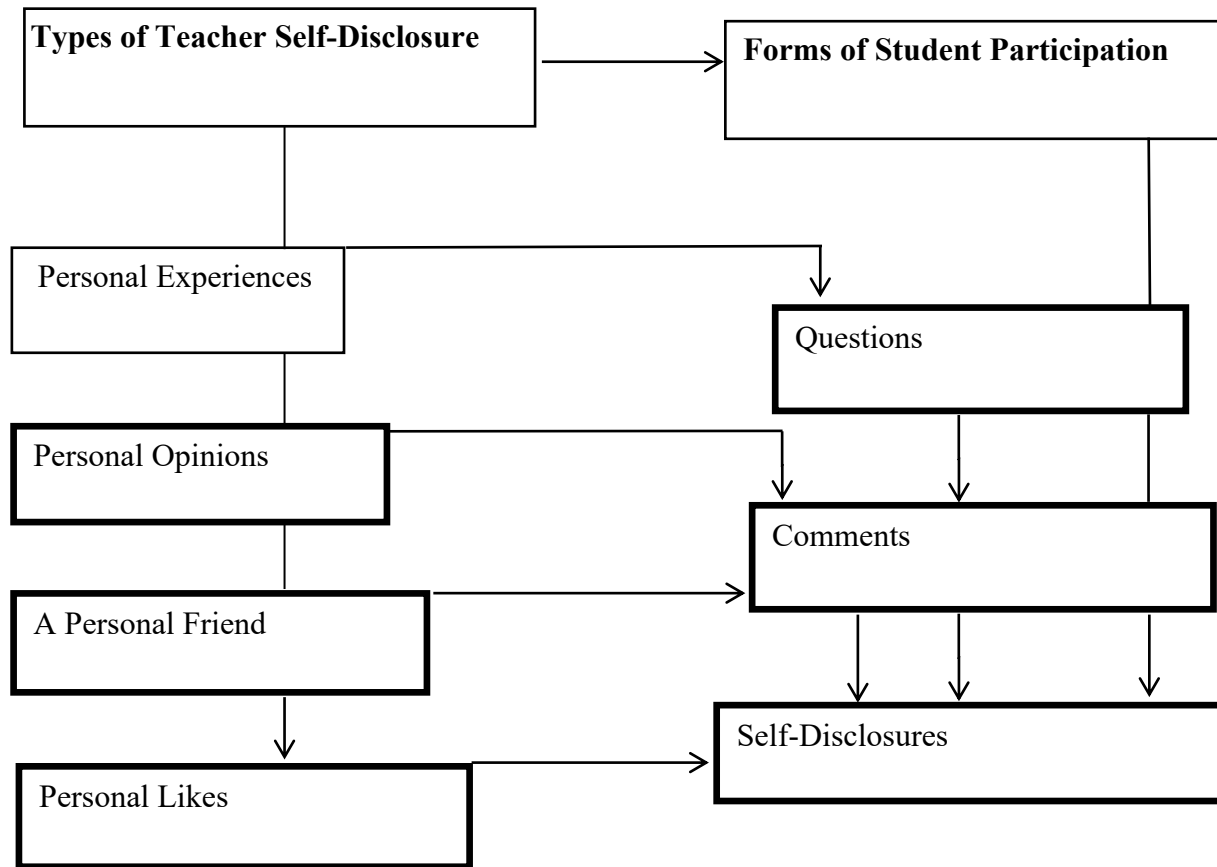 Types of Teacher Self-Disclosure
Forms of Student Participation
Personal Experiences
Questions
Personal Opinions
Comments
A Personal Friend
Self-Disclosures
Personal Likes